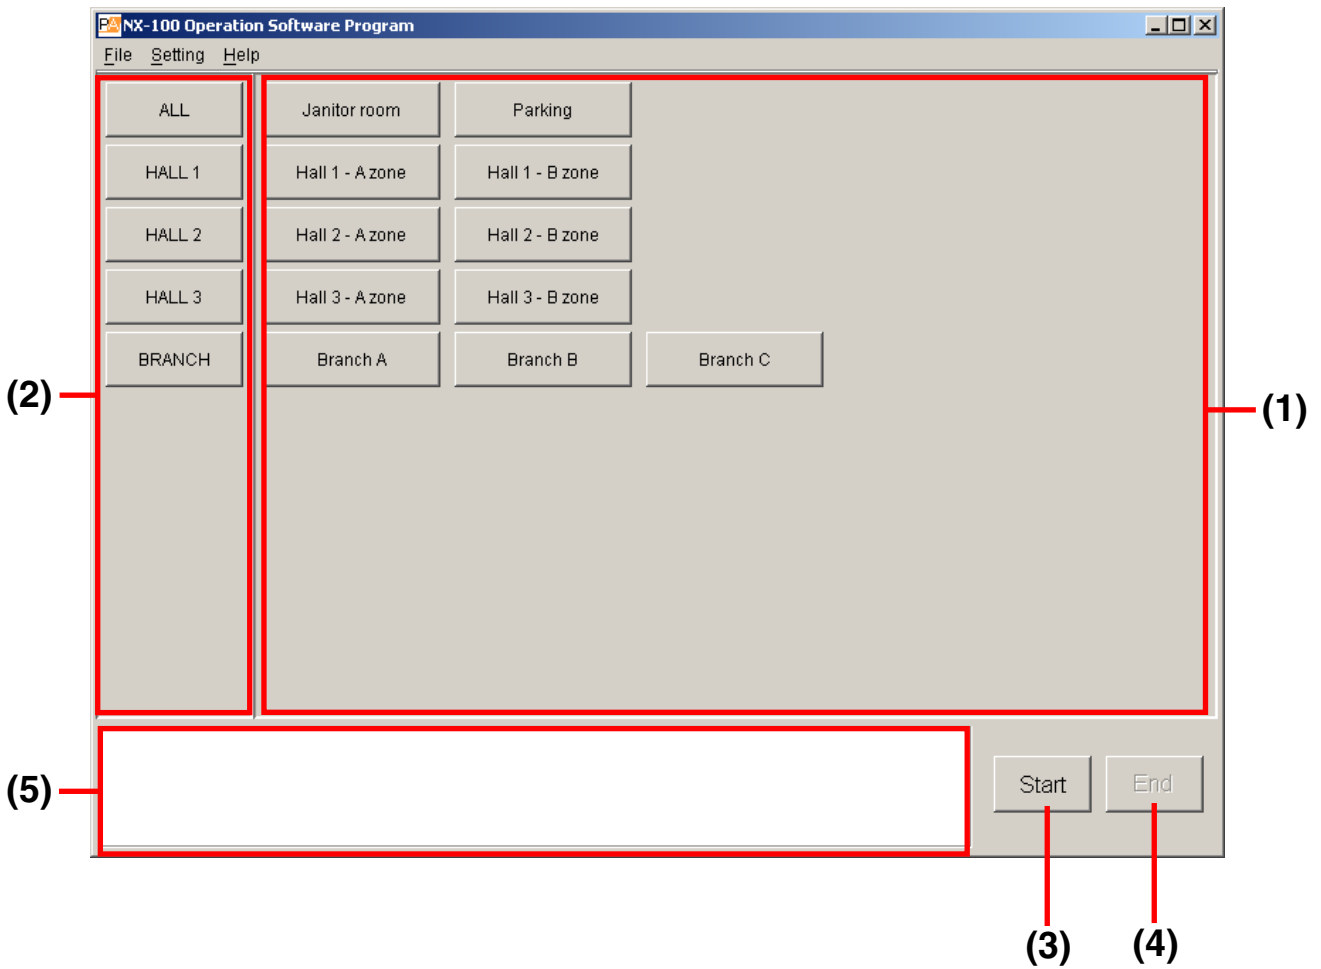 PA NX-100 Operation Software Program
File Setting Help
ALL Janitor room Parking
HALL 1 Hall 1 - A zone Hall 1 - B zone
HALL 2 Hall 2 - A zone Hall 2 - B zone
HALL 3 Hall 3 - A zone Hall 3 - B zone
BRANCH Branch A Branch B Branch C
(2)
(1)
(5)
Start End
(3) (4)